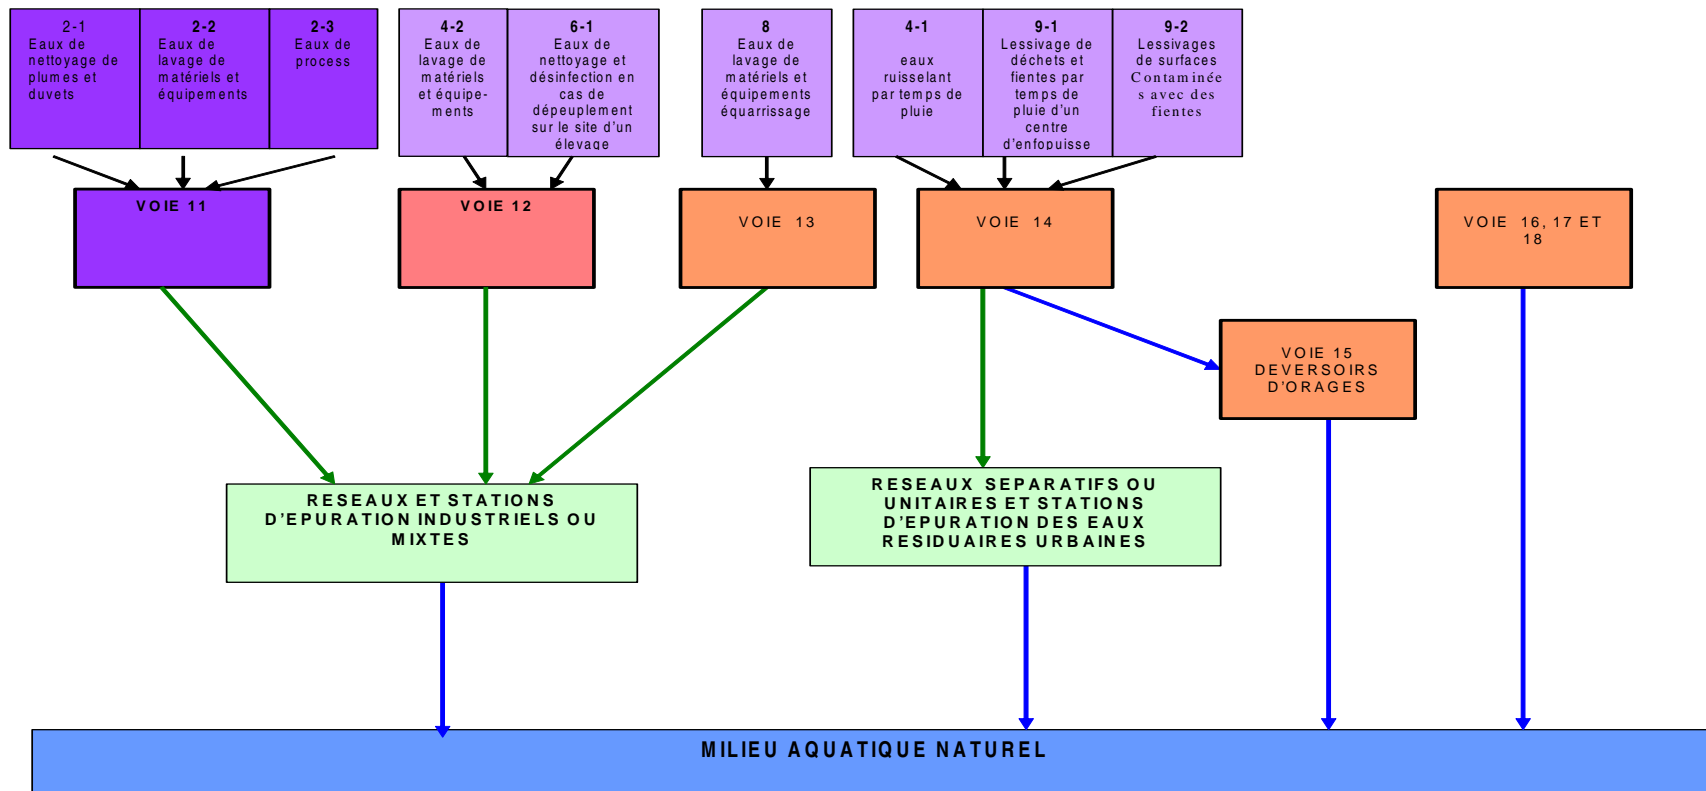 2-1
Eaux de
nettoyage de
plumes et
duvets
2-2
Eaux de
lavage de
matériels et
équipements
2-3
Eaux de
process
4-2
Eaux de
lavage de
matériels
et équipe-
ments
6-1
Eaux de
nettoyage et
désinfection en
cas de
dépeuplement
sur le site d'un
élevage
8
Eaux de
lavage de
matériels et
équipements
équarrissage
4-1
eaux
ruisselant
par temps de
pluie
9-1
Lessivage de
déchets et
fientes par
temps de
pluie d'un
centre
d'enfopuisse
9-2
Lessivages
de surfaces
Contaminée
s avec des
fientes
VOIE 11
VOIE 12
VOIE 13
VOIE 14
VOIE 16, 17 ET
18
VOIE 15
DEVERSOIRS
D'ORAGES
RESEAUX ET STATIONS
D'EPURATION INDUSTRIELS OU
MIXTES
RESEAUX SEPARATIFS OU
UNITAIRES ET STATIONS
D'EPURATION DES EAUX
RESIDUAIRES URBAINES
MILIEU AQUATIQUE NATUREL